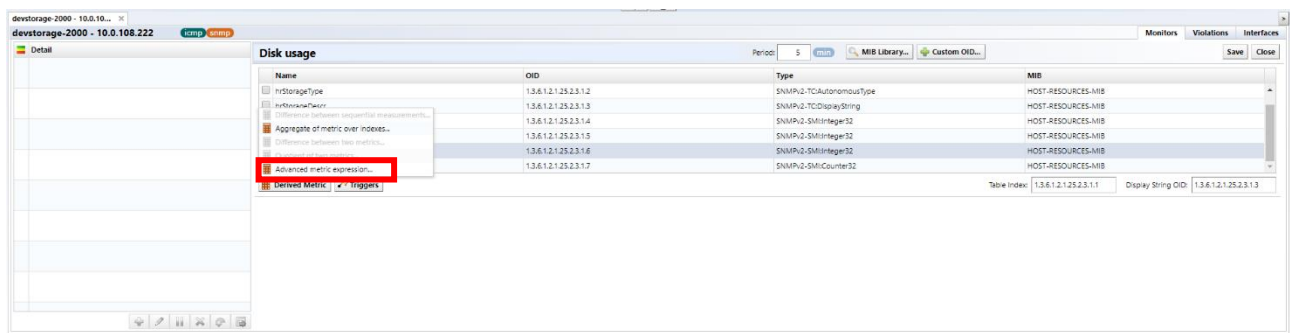 devstorage-2000 - 10.0.10... ×
devstorage-2000 - 10.0.108.222 icmp snmp Monitors Violations Interfaces
Detail
Disk usage Period: 5 min MIB Library... Custom OID... Save Close
Name OID Type MIB
hrStorageType 1.3.6.1.2.1.25.2.3.1.2 SNMPv2-TC:AutonomousType HOST-RESOURCES-MIB
hrStorageDescr 1.3.6.1.2.1.25.2.3.1.3 SNMPv2-TC:DisplayString HOST-RESOURCES-MIB
Difference between sequential measurements...
1.3.6.1.2.1.25.2.3.1.4 SNMPv2-SMI:Integer32 HOST-RESOURCES-MIB
Aggregate of metric over indexes...
1.3.6.1.2.1.25.2.3.1.5 SNMPv2-SMI:Integer32 HOST-RESOURCES-MIB
Difference between two metrics...
1.3.6.1.2.1.25.2.3.1.6 SNMPv2-SMI:Integer32 HOST-RESOURCES-MIB
Quotient of two metrics...
1.3.6.1.2.1.25.2.3.1.7 SNMPv2-SMI:Counter32 HOST-RESOURCES-MIB
Advanced metric expression...
Derived Metric Triggers Table Index: 1.3.6.1.2.1.25.2.3.1.1 Display String OID: 1.3.6.1.2.1.25.2.3.1.3